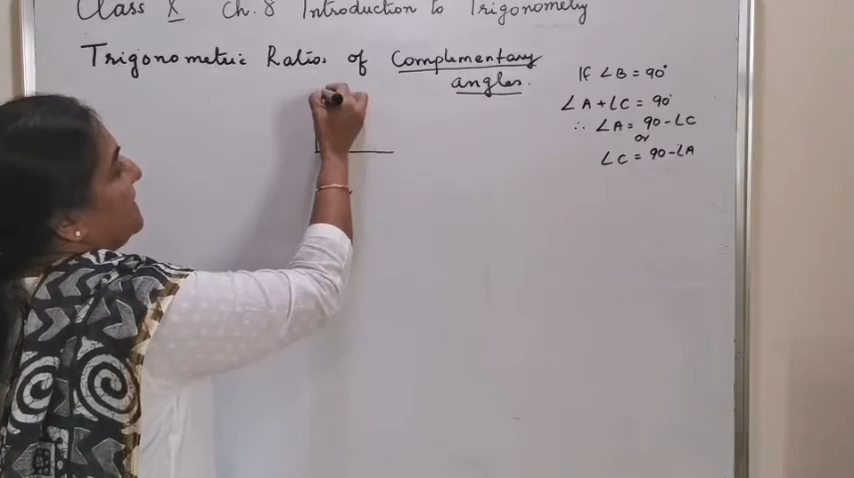 Class X Ch. 8 Introduction to Trigonometry
Trigonometric Ratios of Complementary
angles.
If ∠B = 90°
∠A + ∠C = 90°
∴ ∠A = 90 - ∠C
or
∠C = 90 - ∠A